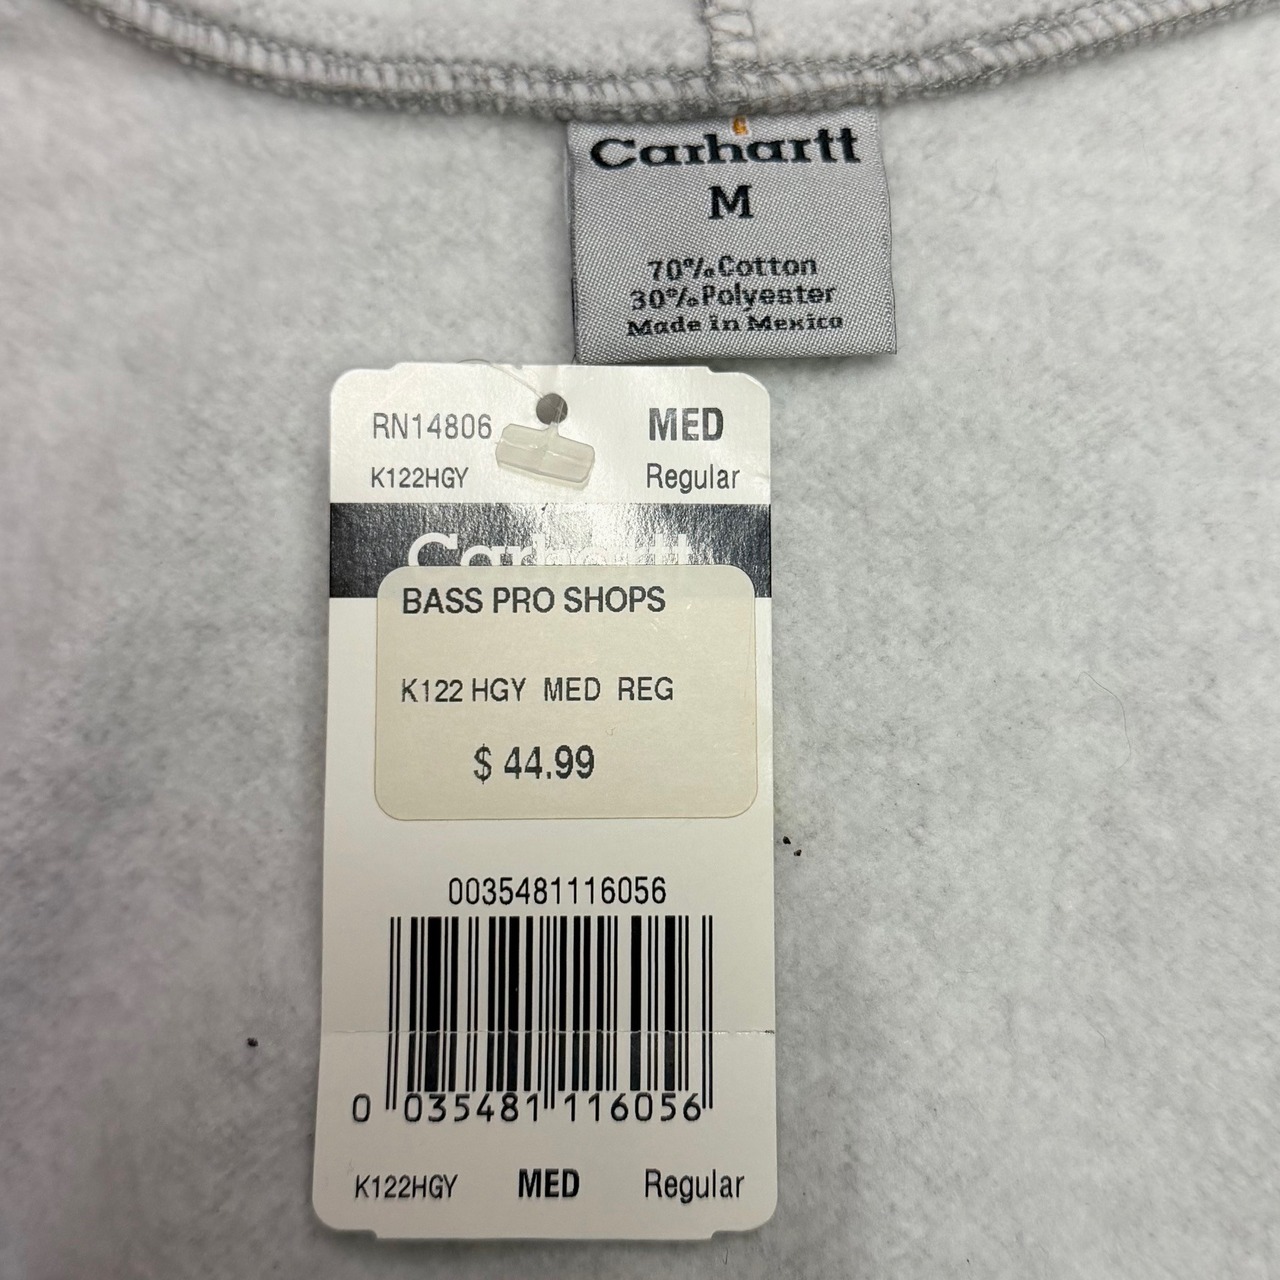 Carhartt
M
70% Cotton
30% Polyester
Made in Mexico
RN14806 MED
K122HGY Regular
Carhartt
BASS PRO SHOPS
K122 HGY MED REG
$ 44.99
0035481116056
0 035481 116056
K122HGY MED Regular